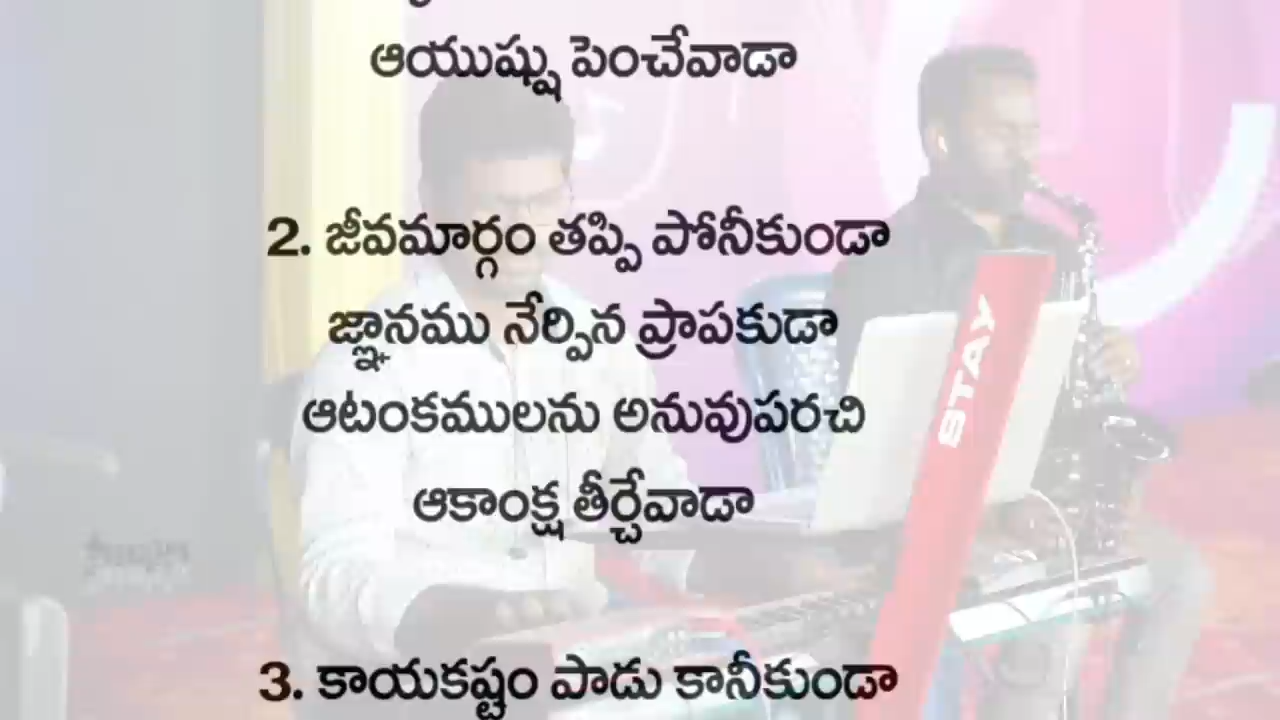 ఆయుష్షు పెంచేవాడా
2. జీవమార్గం తప్పి పోనీకుండా
జ్ఞానము నేర్పిన ప్రాపకుడా
ఆటంకములను అనువుపరచి
ఆకాంక్ష తీర్చేవాడా
3. కాయకష్టం పాడు కానీకుండా
STAY